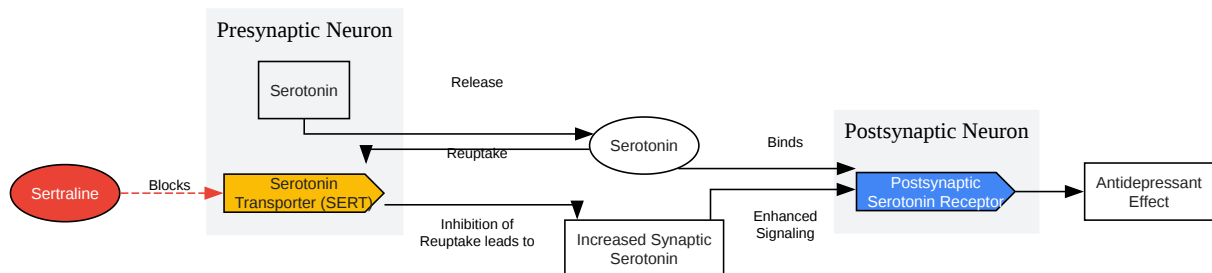 Presynaptic Neuron
Serotonin
Release
Serotonin
Reuptake
Postsynaptic Neuron
Binds
Sertraline
Blocks
Serotonin
Transporter (SERT)
Postsynaptic
Serotonin Receptor
Antidepressant
Effect
Inhibition of
Reuptake leads to
Increased Synaptic
Serotonin
Enhanced
Signaling